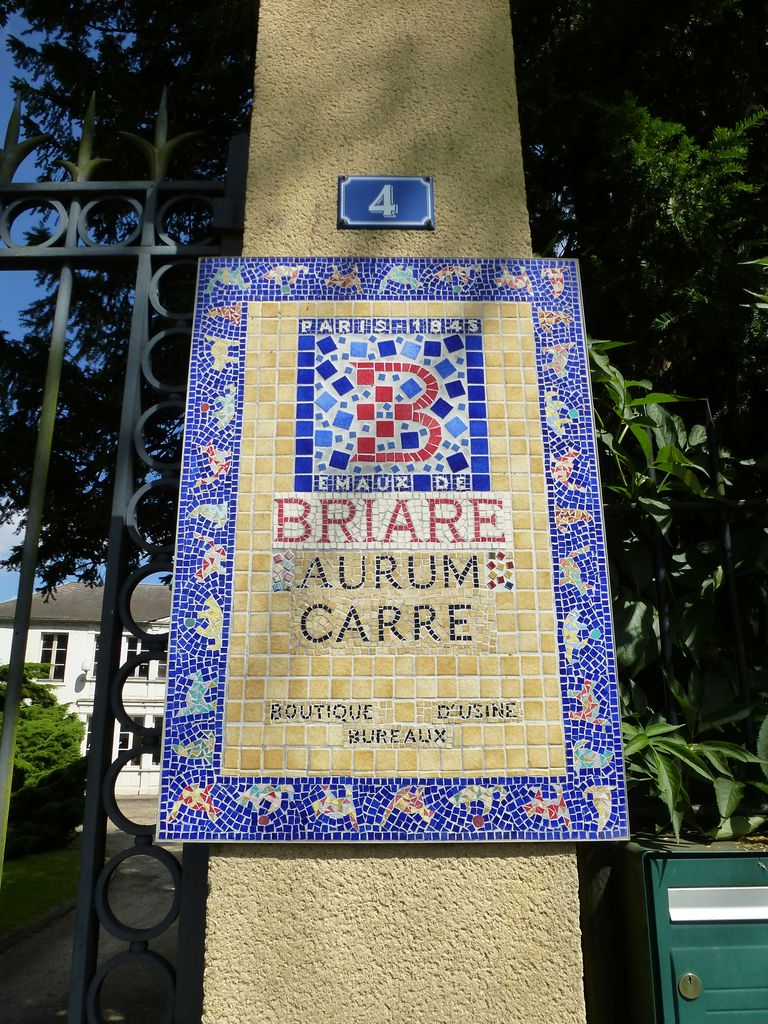 4
PARIS-1845
B
EMAUX DE
BRIARE
AURUM
CARRE
BOUTIQUE D'USINE
BUREAUX